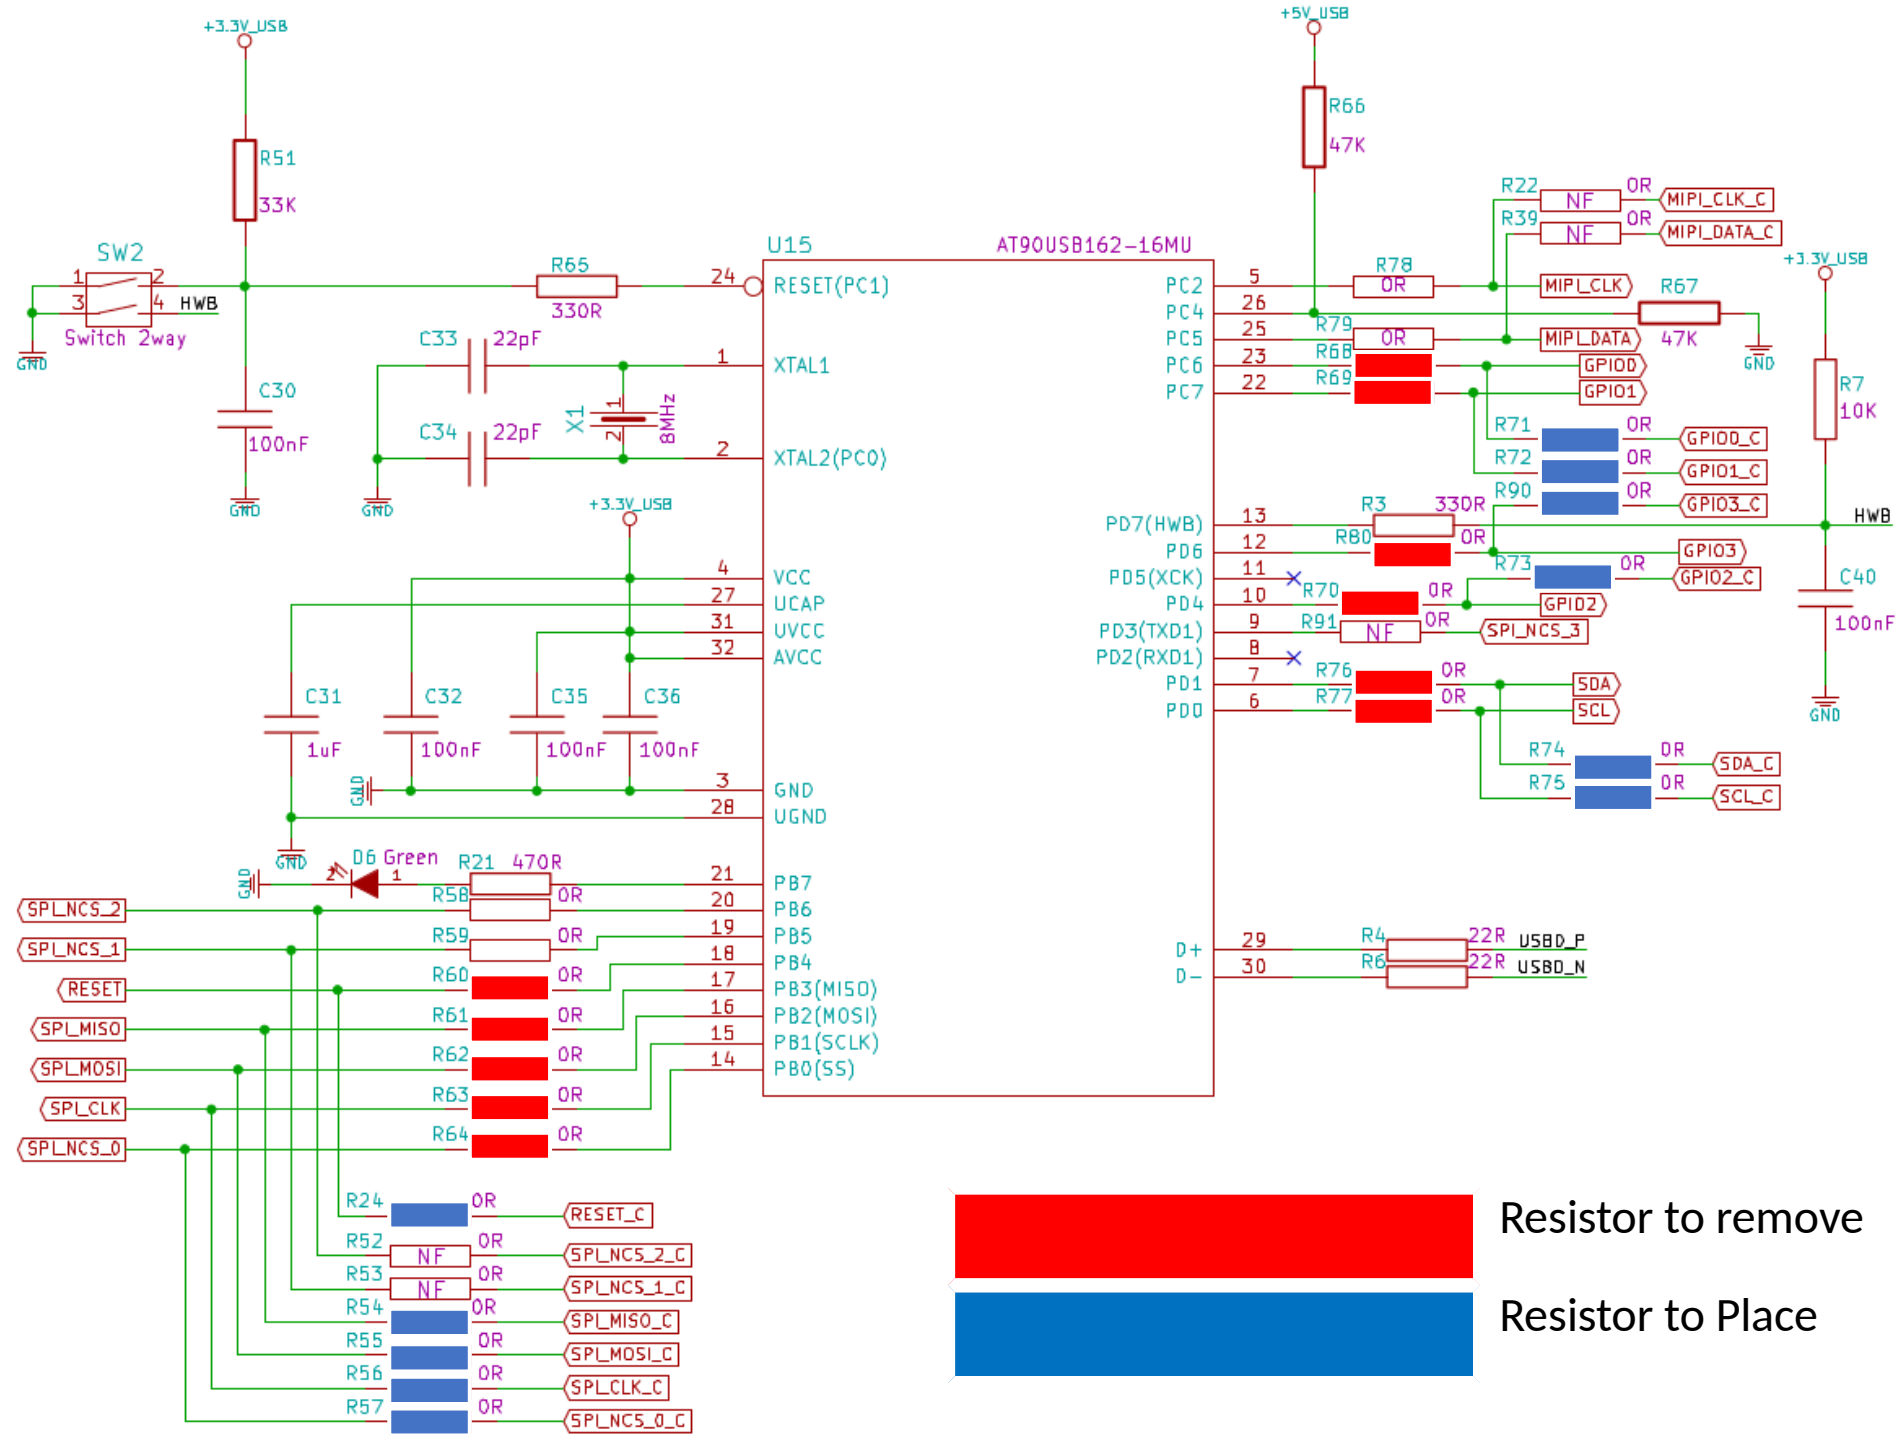 +3.3V_USB
R51
33K
SW2
1
2
3
4
HWB
Switch 2way
GND
C30
100nF
GND
R65
330R
C33
22pF
C34
22pF
X1
1
2
8MHz
GND
+3.3V_USB
C31
1uF
C32
100nF
C35
100nF
C36
100nF
GND
GND
GND
D6
Green
2
1
R21
470R
U15
AT90USB162-16MU
24
RESET(PC1)
1
XTAL1
2
XTAL2(PC0)
4
VCC
27
UCAP
31
UVCC
32
AVCC
3
GND
28
UGND
21
PB7
20
PB6
19
PB5
18
PB4
17
PB3(MISO)
16
PB2(MOSI)
15
PB1(SCLK)
14
PB0(SS)
SPI_NCS_2
R58
0R
SPI_NCS_1
R59
0R
RESET
R60
0R
SPI_MISO
R61
0R
SPI_MOSI
R62
0R
SPI_CLK
R63
0R
SPI_NCS_0
R64
0R
R24
0R
RESET_C
R52
NF
0R
SPI_NCS_2_C
R53
NF
0R
SPI_NCS_1_C
R54
0R
SPI_MISO_C
R55
0R
SPI_MOSI_C
R56
0R
SPI_CLK_C
R57
0R
SPI_NCS_0_C
+5V_USB
R66
47K
PC2
5
R78
0R
MIPI_CLK
R22
NF
0R
MIPI_CLK_C
R39
NF
0R
MIPI_DATA_C
PC4
26
R67
47K
GND
PC5
25
R79
0R
MIPI_DATA
PC6
23
R68
GPIO0
PC7
22
R69
GPIO1
R71
0R
GPIO0_C
R72
0R
GPIO1_C
R90
0R
GPIO3_C
+3.3V_USB
R7
10K
HWB
C40
100nF
GND
PD7(HWB)
13
R3
330R
PD6
12
R80
0R
GPIO3
PD5(XCK)
11
R73
0R
GPIO2_C
PD4
10
R70
0R
GPIO2
PD3(TXD1)
9
R91
NF
0R
SPI_NCS_3
PD2(RXD1)
8
PD1
7
R76
0R
SDA
PD0
6
R77
0R
SCL
R74
0R
SDA_C
R75
0R
SCL_C
D+
29
R4
22R
USBD_P
D-
30
R6
22R
USBD_N
Resistor to remove
Resistor to Place